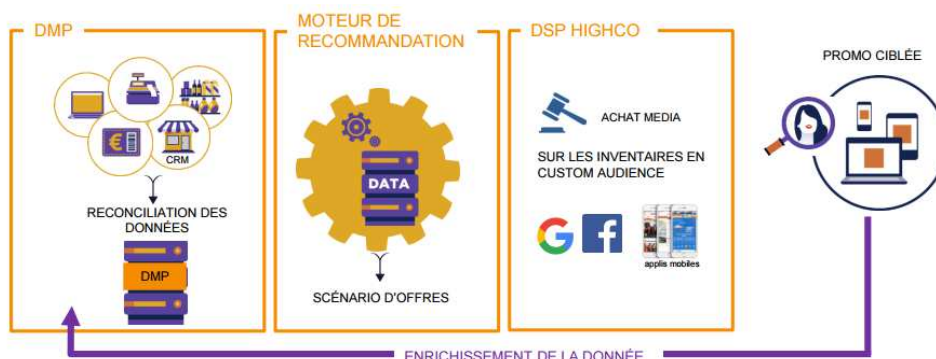 DMP
CRM
RECONCILIATION DES
DONNÉES
DMP
MOTEUR DE
RECOMMANDATION
DATA
SCÉNARIO D'OFFRES
DSP HIGHCO
ACHAT MEDIA
SUR LES INVENTAIRES EN
CUSTOM AUDIENCE
applis mobiles
PROMO CIBLÉE
ENRICHISSEMENT DE LA DONNÉE